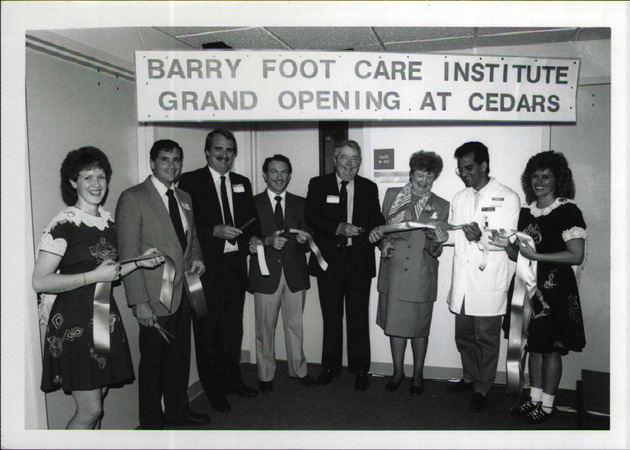 BARRY FOOT CARE INSTITUTE
GRAND OPENING AT CEDARS